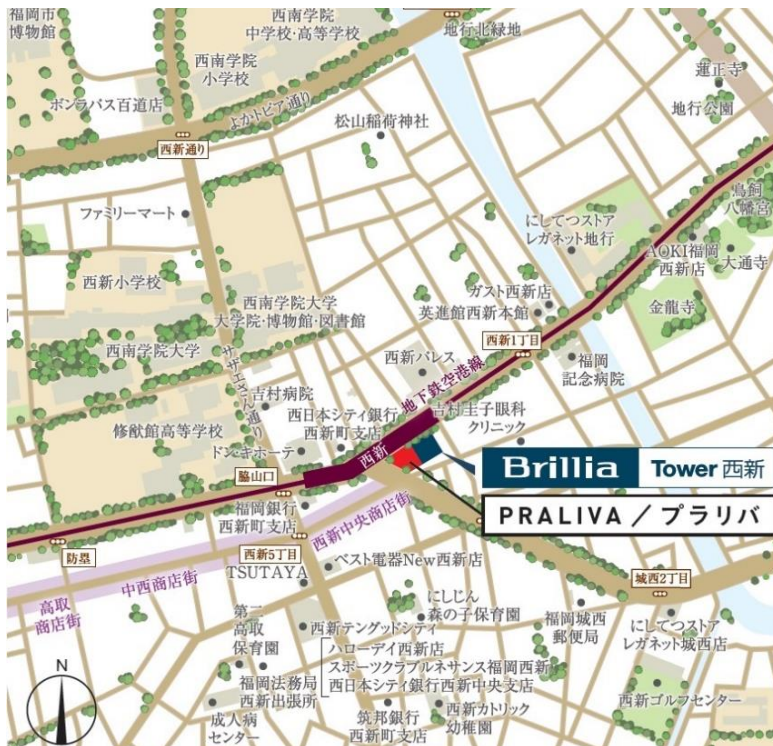 福岡市
博物館
西南学院
中学校・高等学校
西南学院
小学校
地行北緑地
蓮正寺
地行公園
ボンラパス百道店
よかトピア通り
松山稲荷神社
西新通り
ファミリーマート
にしてつストア
レガネット地行
鳥飼
八幡宮
AOKI福岡
西新店
大通寺
金龍寺
西新小学校
西南学院大学
大学院・博物館・図書館
ガスト西新店
英進館西新本館
西新1丁目
西南学院大学
サザエさん通り
西新パレス
地下鉄空港線
福岡
記念病院
吉村病院
西日本シティ銀行
西新町支店
吉村圭子眼科
クリニック
修猷館高等学校
ドン・キホーテ
西新
Brillia Tower 西新
PRALIVA / プラリバ
脇山口
福岡銀行
西新町支店
西新中央商店街
防塁
西新5丁目
中西商店街
高取
商店街
TSUTAYA
ベスト電器New西新店
城西2丁目
第二
高取
保育園
西新テングッドシティ
にしじん
森の子保育園
福岡城西
郵便局
にしてつストア
レガネット城西店
ハローデイ西新店
スポーツクラブルネサンス福岡西新
西日本シティ銀行西新中央支店
福岡法務局
西新出張所
成人病
センター
筑邦銀行
西新町支店
西新カトリック
幼稚園
西新ゴルフセンター
N